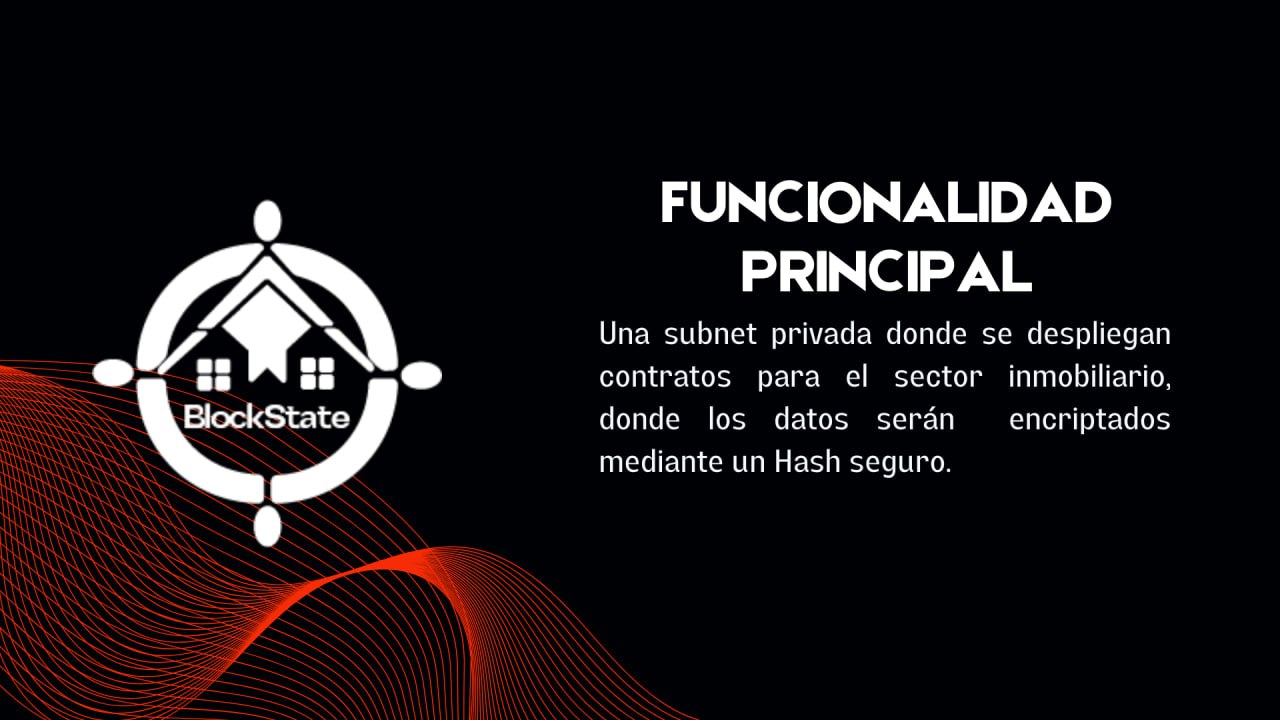 BlockState
FUNCIONALIDAD
PRINCIPAL
Una subnet privada donde se despliegan
contratos para el sector inmobiliario,
donde los datos serán encriptados
mediante un Hash seguro.